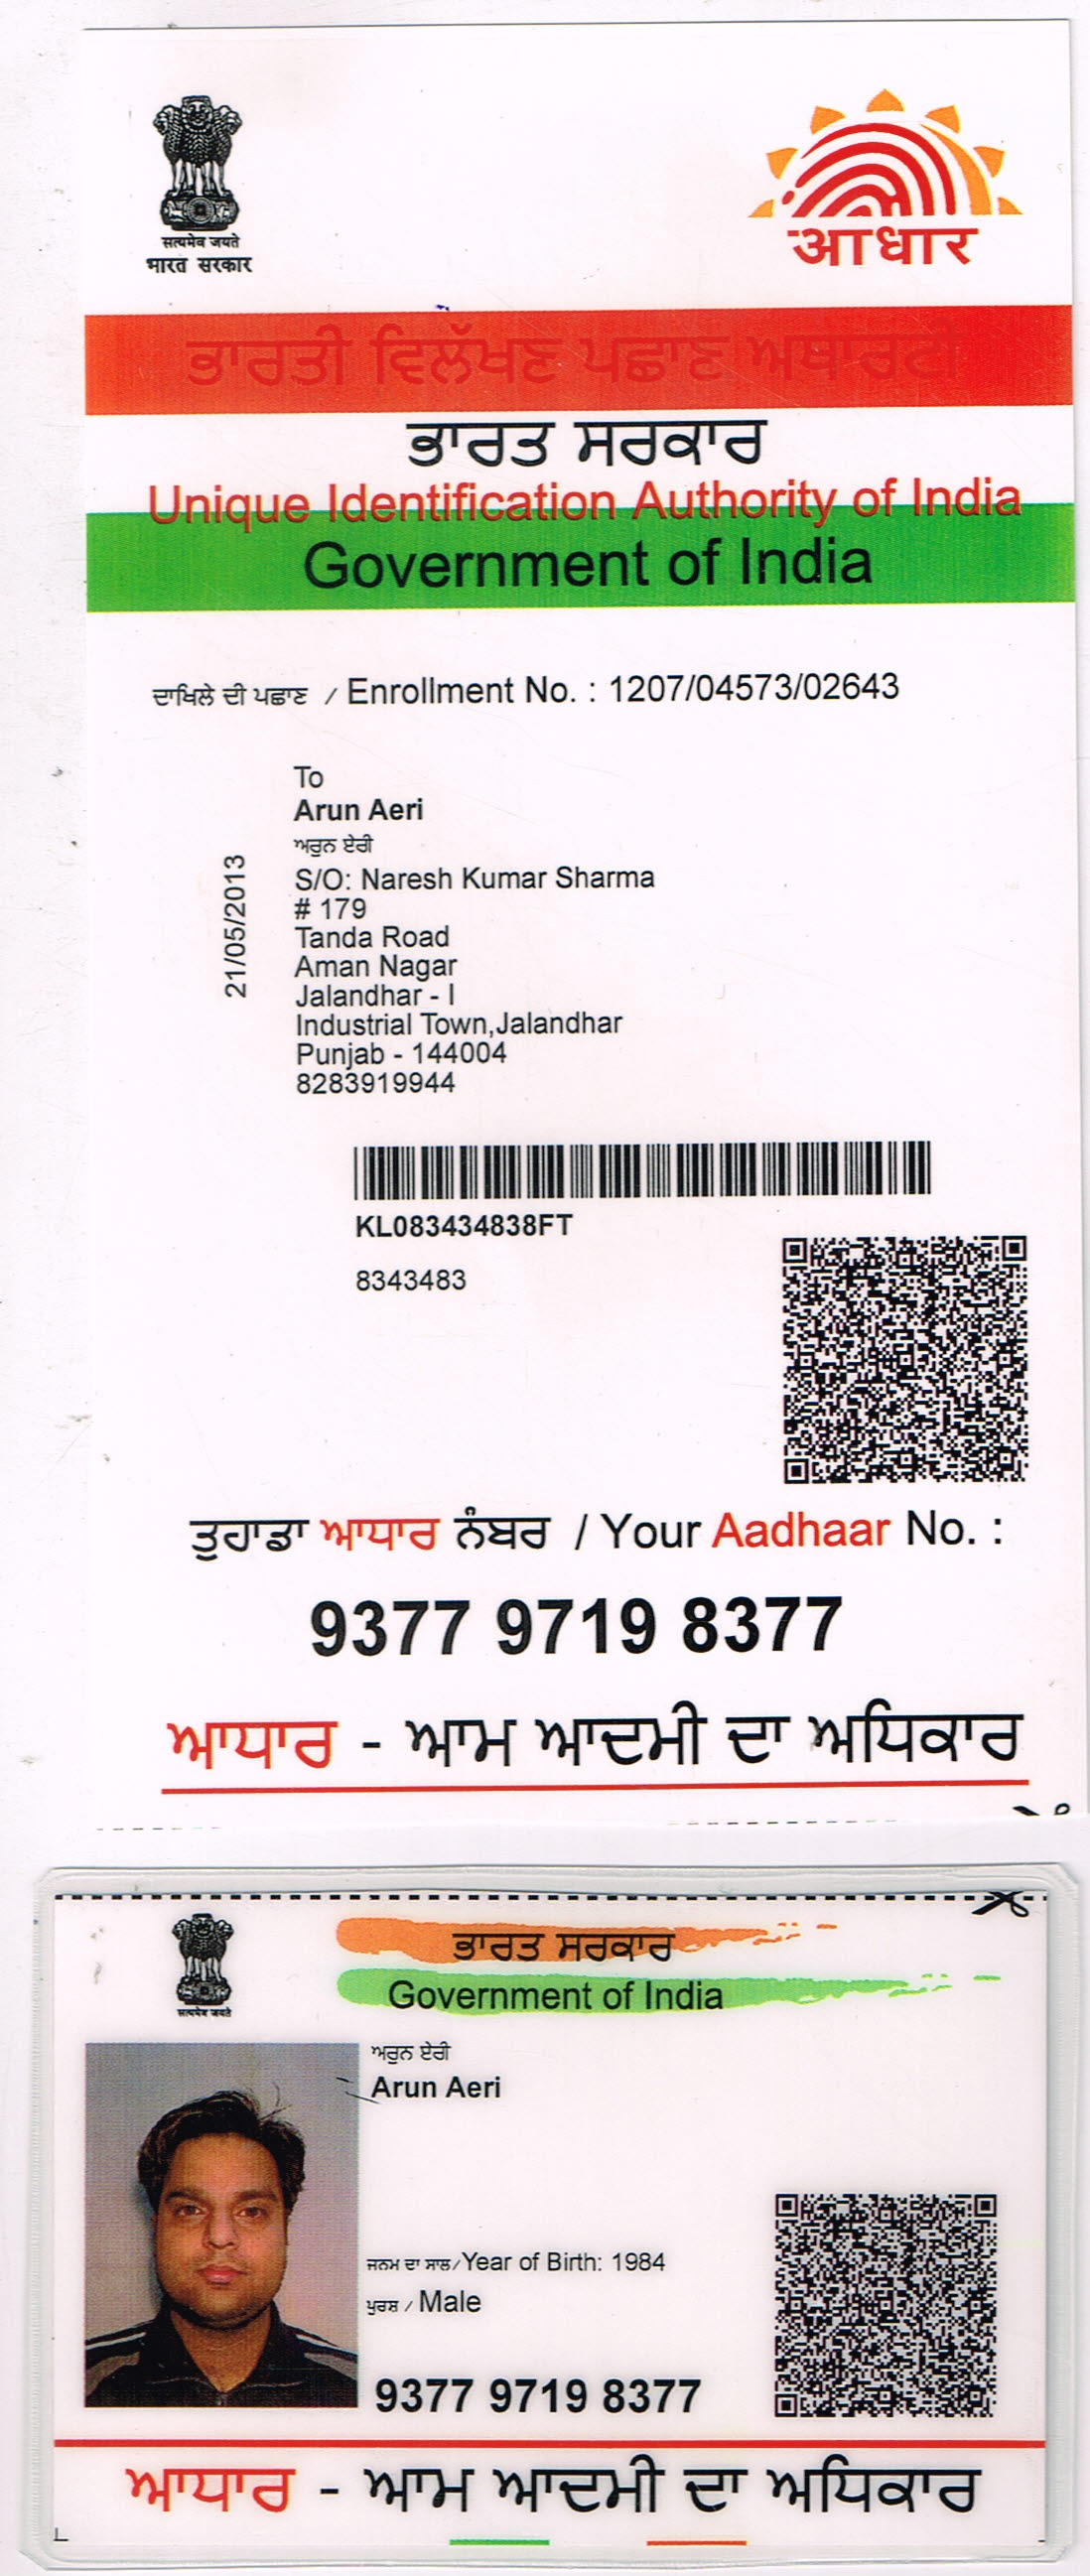 सत्यमेव जयते
भारत सरकार
आधार
ਭਾਰਤੀ ਵਿਲੱਖਣ ਪਛਾਣ ਅਥਾਰਟੀ
ਭਾਰਤ ਸਰਕਾਰ
Unique Identification Authority of India
Government of India
ਦਾਖਿਲੇ ਦੀ ਪਛਾਣ / Enrollment No. : 1207/04573/02643
21/05/2013
To
Arun Aeri
ਅਰੁਨ ਏਰੀ
S/O: Naresh Kumar Sharma
# 179
Tanda Road
Aman Nagar
Jalandhar - I
Industrial Town,Jalandhar
Punjab - 144004
8283919944
KL083434838FT
8343483
ਤੁਹਾਡਾ ਆਧਾਰ ਨੰਬਰ / Your Aadhaar No. :
9377 9719 8377
ਆਧਾਰ - ਆਮ ਆਦਮੀ ਦਾ ਅਧਿਕਾਰ
ਭਾਰਤ ਸਰਕਾਰ
Government of India
सत्यमेव जयते
ਅਰੁਨ ਏਰੀ
Arun Aeri
ਜਨਮ ਦਾ ਸਾਲ/Year of Birth: 1984
ਪੁਰਸ਼ / Male
9377 9719 8377
ਆਧਾਰ - ਆਮ ਆਦਮੀ ਦਾ ਅਧਿਕਾਰ